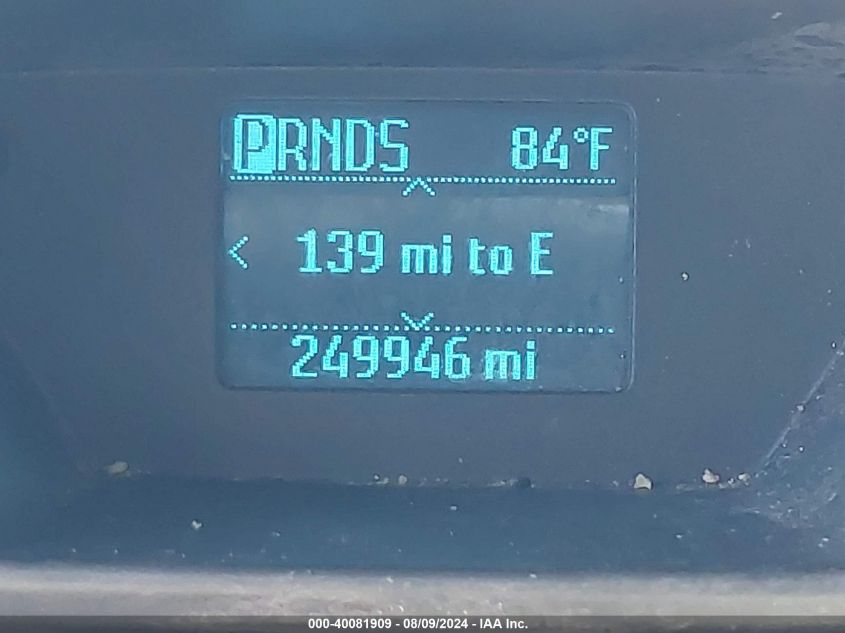 PRNDS 84°F
139 mi to E
249946 mi
000-40081909 - 08/09/2024 - IAA Inc.